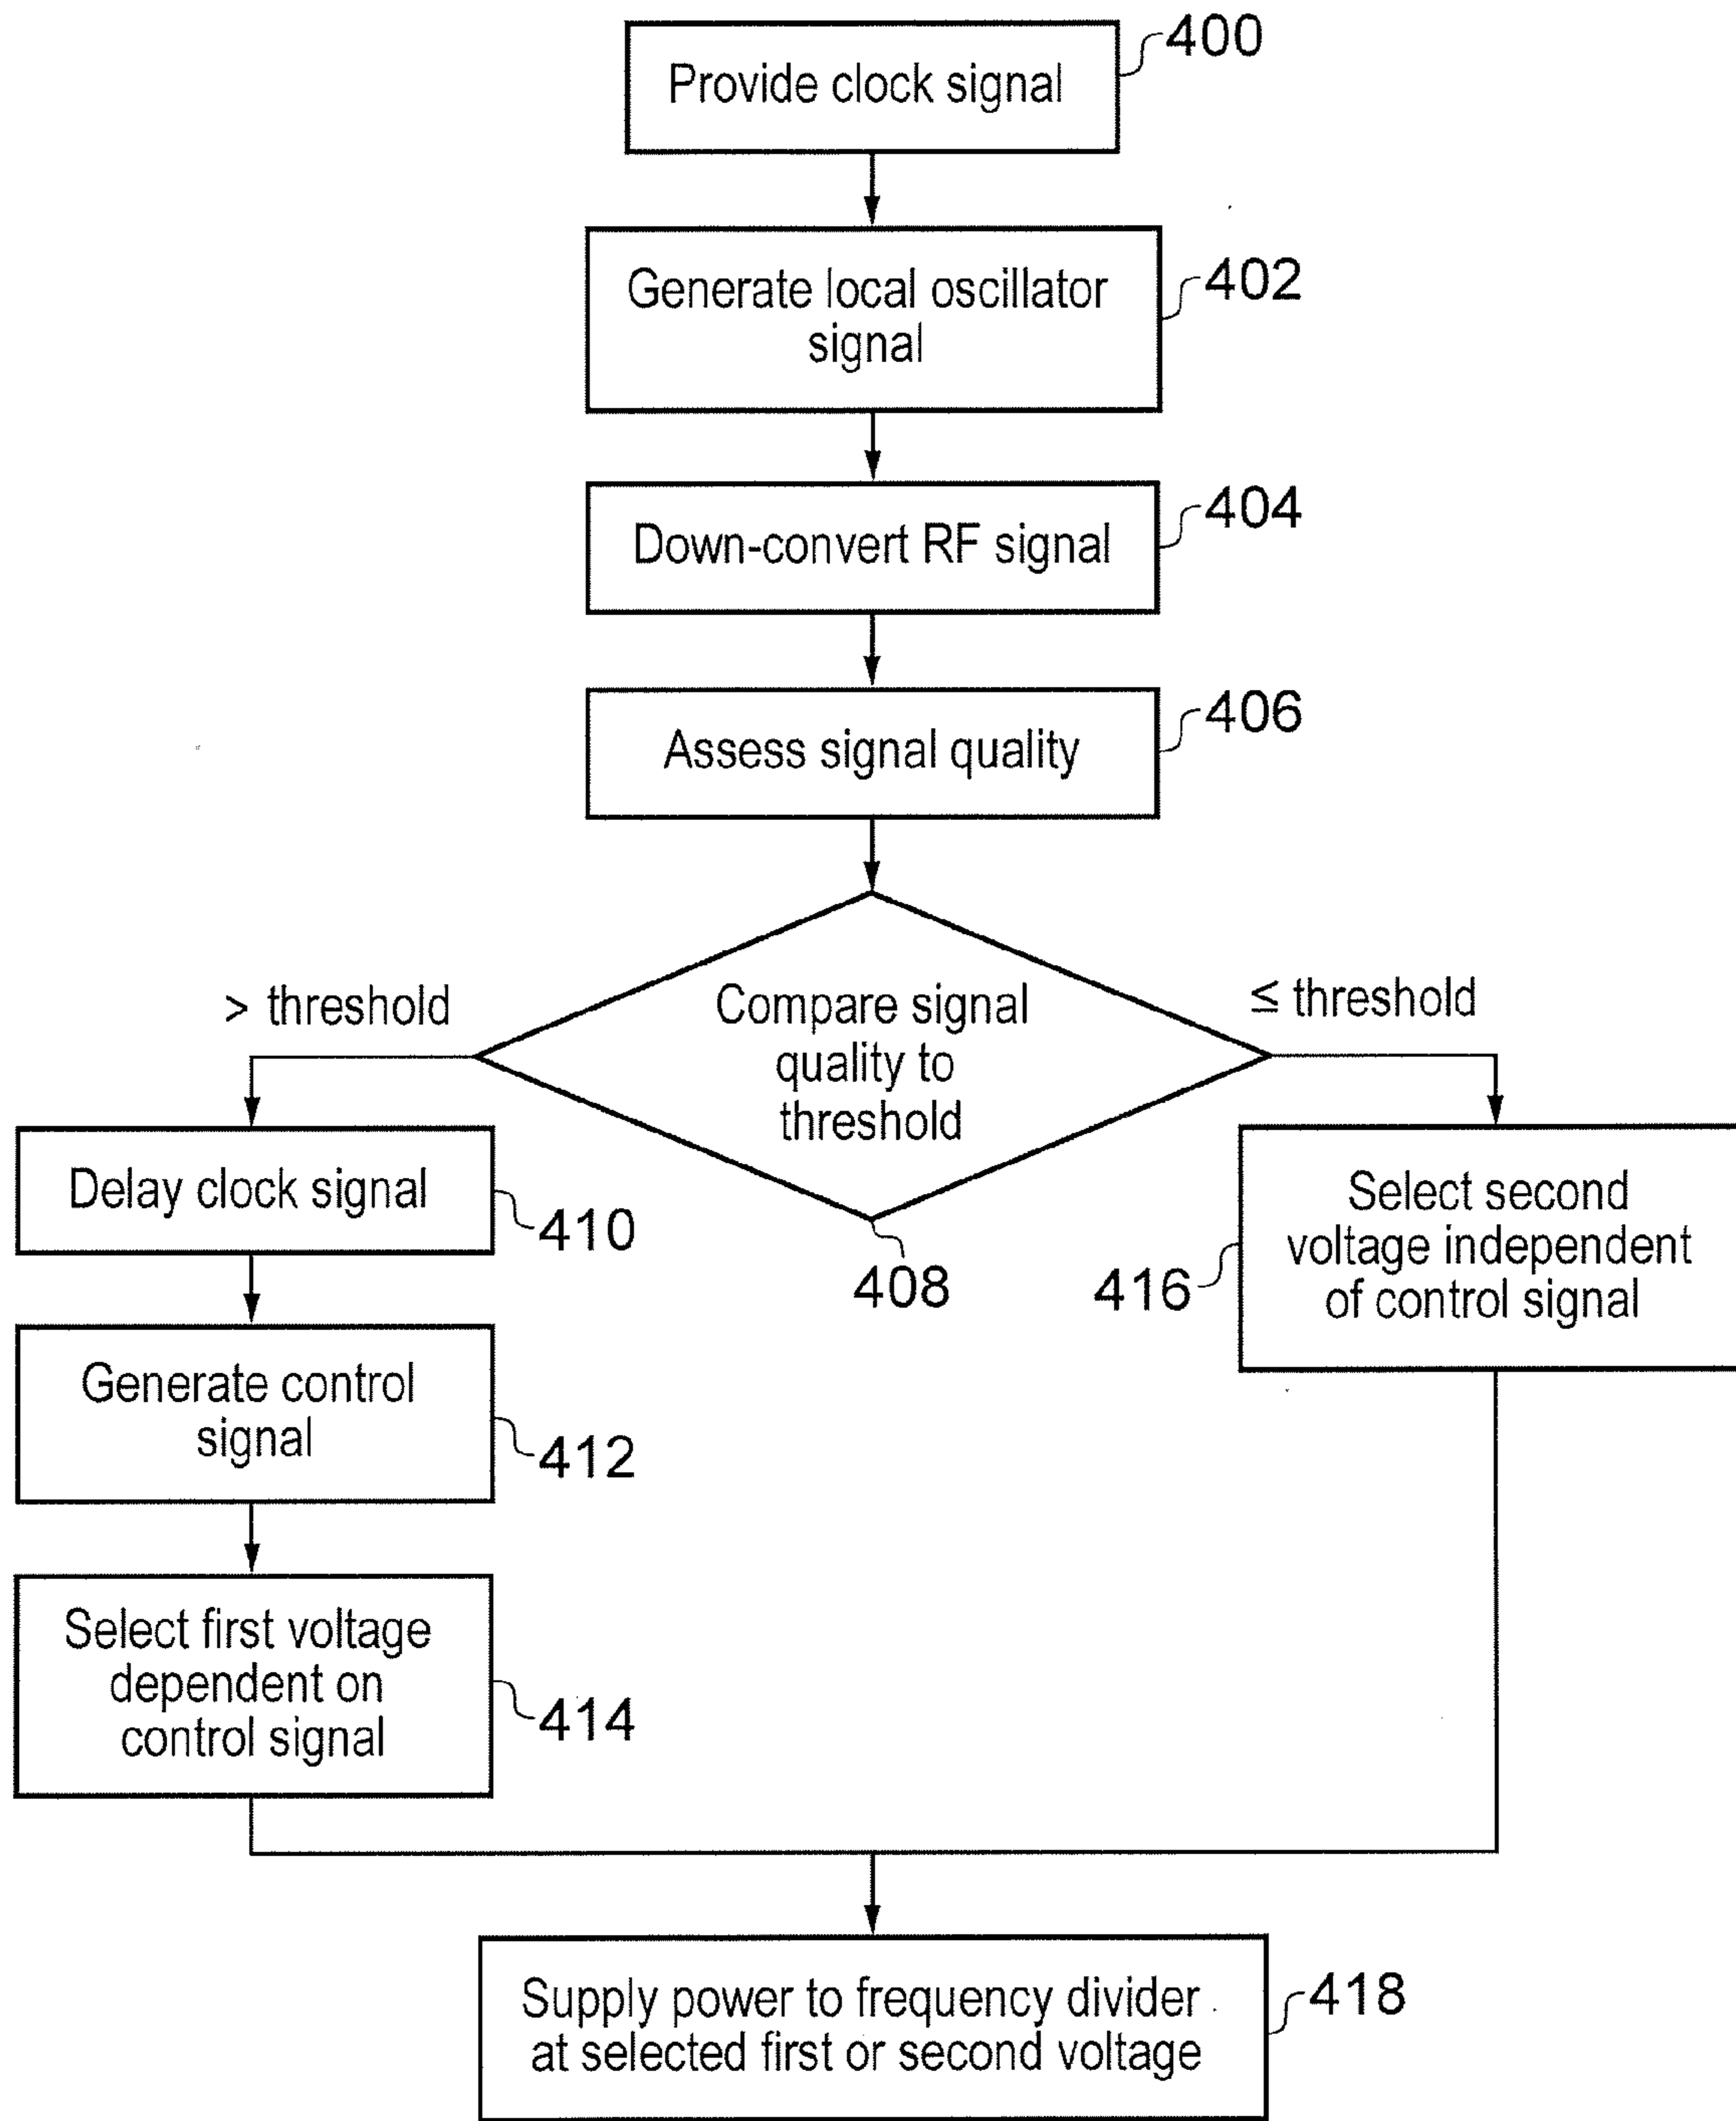 400
Provide clock signal
402
Generate local oscillator
signal
404
Down-convert RF signal
406
Assess signal quality
> threshold
≤ threshold
Compare signal
quality to
threshold
408
Delay clock signal
410
Select second
voltage independent
of control signal
416
Generate control
signal
412
Select first voltage
dependent on
control signal
414
Supply power to frequency divider
at selected first or second voltage
418